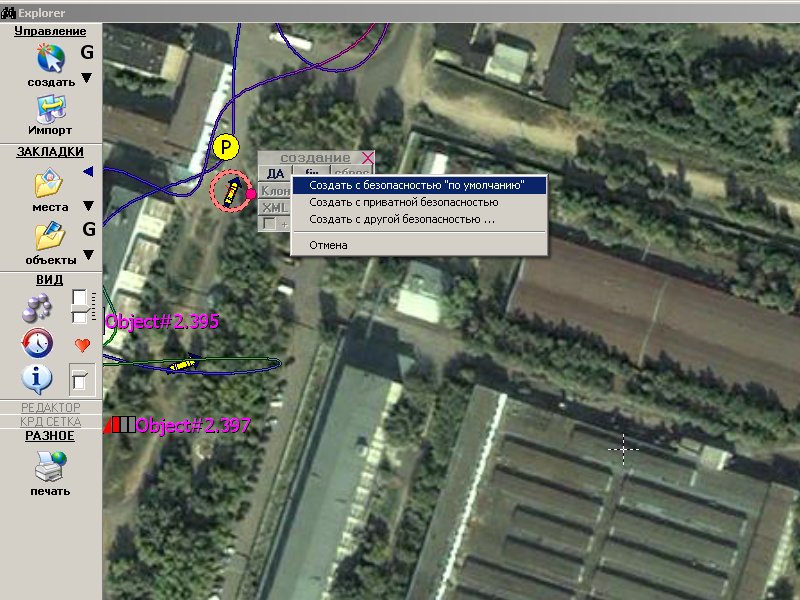 Explorer
Управление
G
создать
Импорт
ЗАКЛАДКИ
места
G
объекты
ВИД
РЕДАКТОР
КРД СЕТКА
РАЗНОЕ
печать
P
создание
ДА
Клон
XML
+
Создать с безопасностью "по умолчанию"
Создать с приватной безопасностью
Создать с другой безопасностью ...
Отмена
Object#2.395
Object#2.397